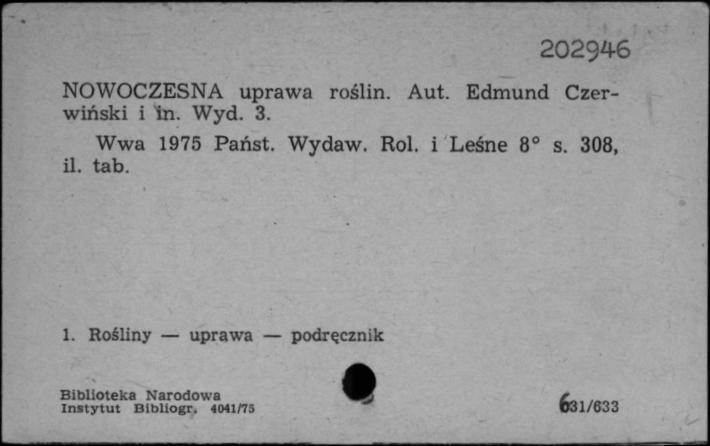 202946
NOWOCZESNA uprawa roślin. Aut. Edmund Czer-
wiński i in. Wyd. 3.
Wwa 1975 Państ. Wydaw. Rol. i Leśne 8° s. 308,
il. tab.
1. Rośliny — uprawa — podręcznik
Biblioteka Narodowa
Instytut Bibliogr. 4041/75
631/633